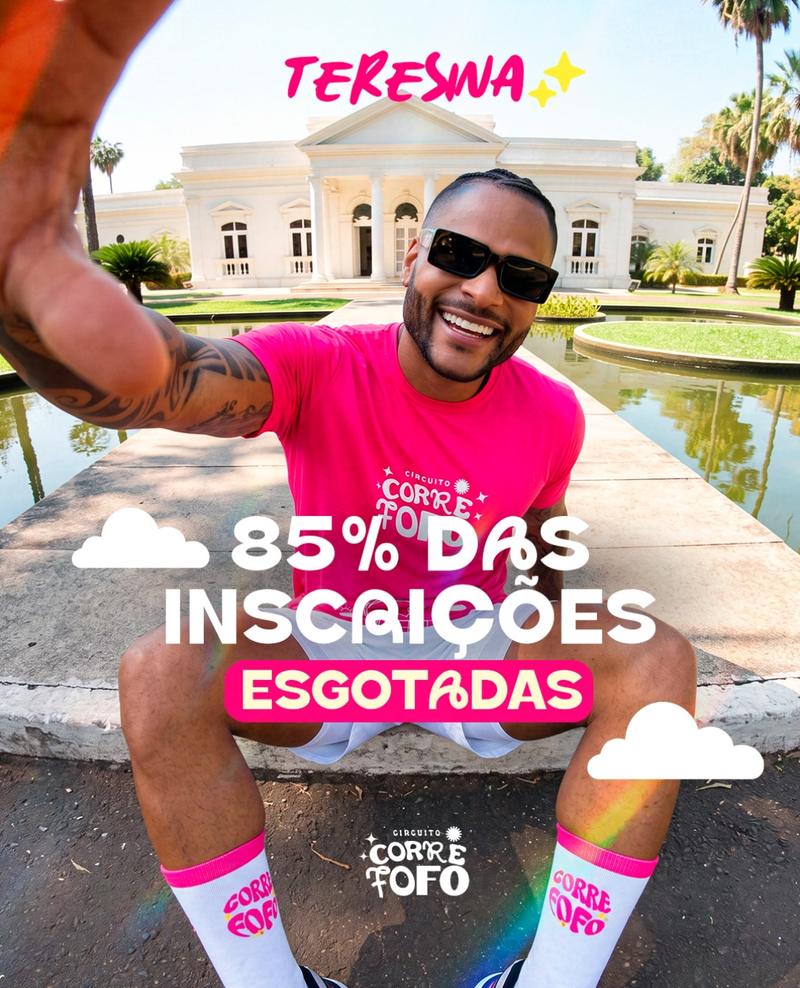 TERESINA
CIRCUITO
CORRE
FOFO
85% DAS
INSCRIÇÕES
ESGOTADAS
CIRCUITO
CORRE
FOFO
CORRE
FOFO
CORRE
FOFO